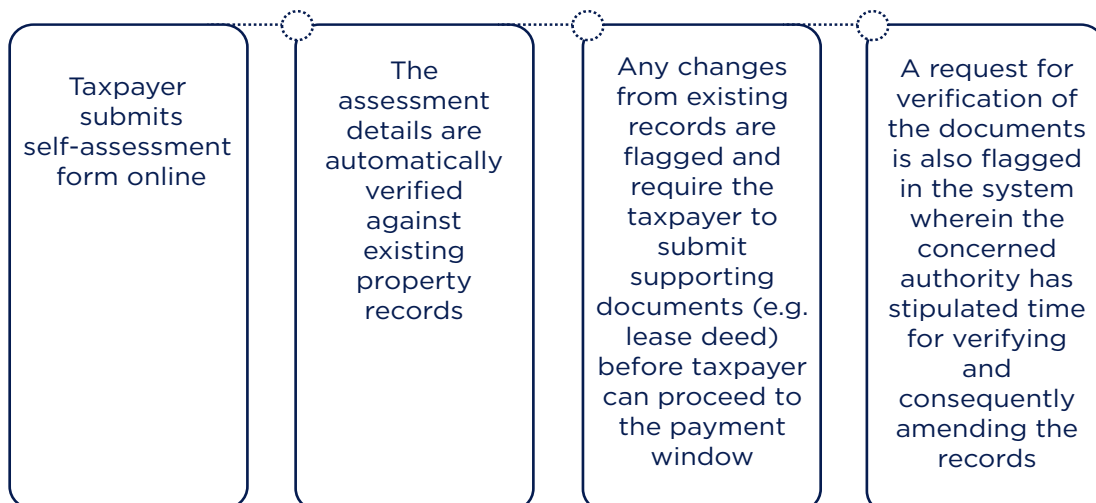 Taxpayer
submits
self-assessment
form online
The
assessment
details are
automatically
verified
against
existing
property
records
Any changes
from existing
records are
flagged and
require the
taxpayer to
submit
supporting
documents (e.g.
lease deed)
before taxpayer
can proceed to
the payment
window
A request for
verification of
the documents
is also flagged
in the system
wherein the
concerned
authority has
stipulated time
for verifying
and
consequently
amending the
records